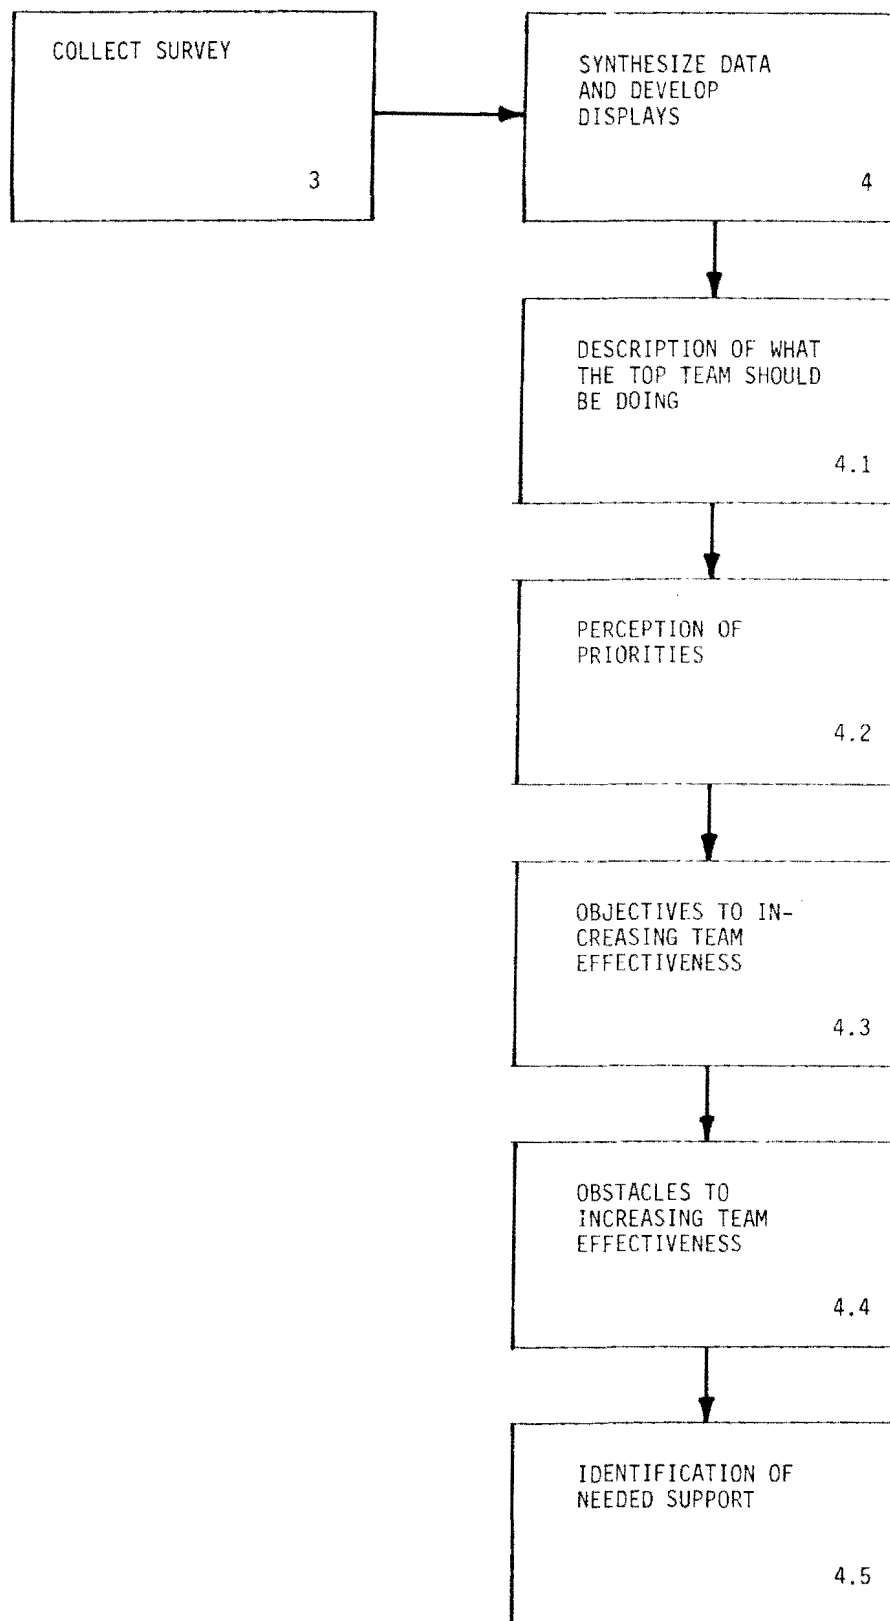 COLLECT SURVEY
3
SYNTHESIZE DATA
AND DEVELOP
DISPLAYS
4
DESCRIPTION OF WHAT
THE TOP TEAM SHOULD
BE DOING
4.1
PERCEPTION OF
PRIORITIES
4.2
OBJECTIVES TO IN-
CREASING TEAM
EFFECTIVENESS
4.3
OBSTACLES TO
INCREASING TEAM
EFFECTIVENESS
4.4
IDENTIFICATION OF
NEEDED SUPPORT
4.5